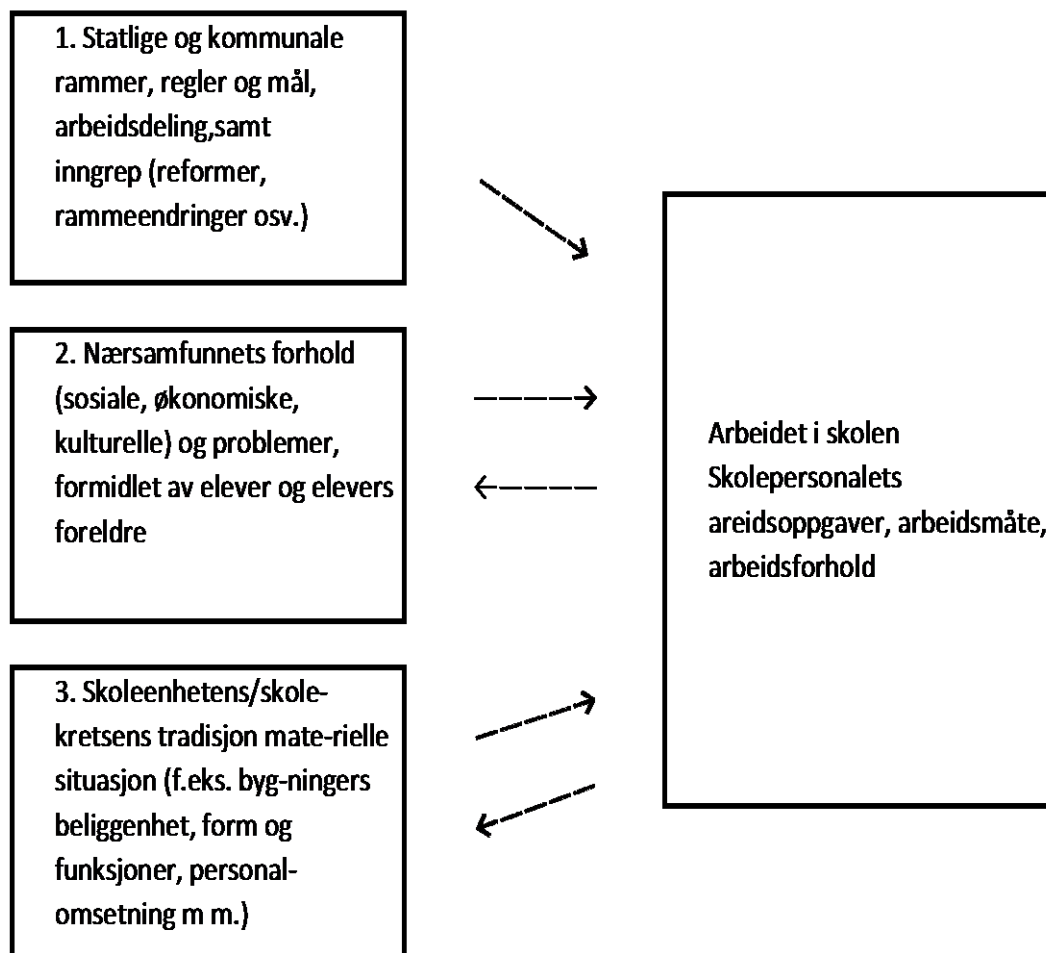 1. Statlige og kommunale
rammer, regler og mål,
arbeidsdeling,samt
inngrep (reformer,
rammeendringer osv.)
2. Nærsamfunnets forhold
(sosiale, økonomiske,
kulturelle) og problemer,
formidlet av elever og elevers
foreldre
3. Skoleenhetens/skole-
kretsens tradisjon mate-rielle
situasjon (f.eks. byg-ningers
beliggenhet, form og
funksjoner, personal-
omsetning m m.)
Arbeidet i skolen
Skolepersonalets
areidsoppgaver, arbeidsmåte,
arbeidsforhold